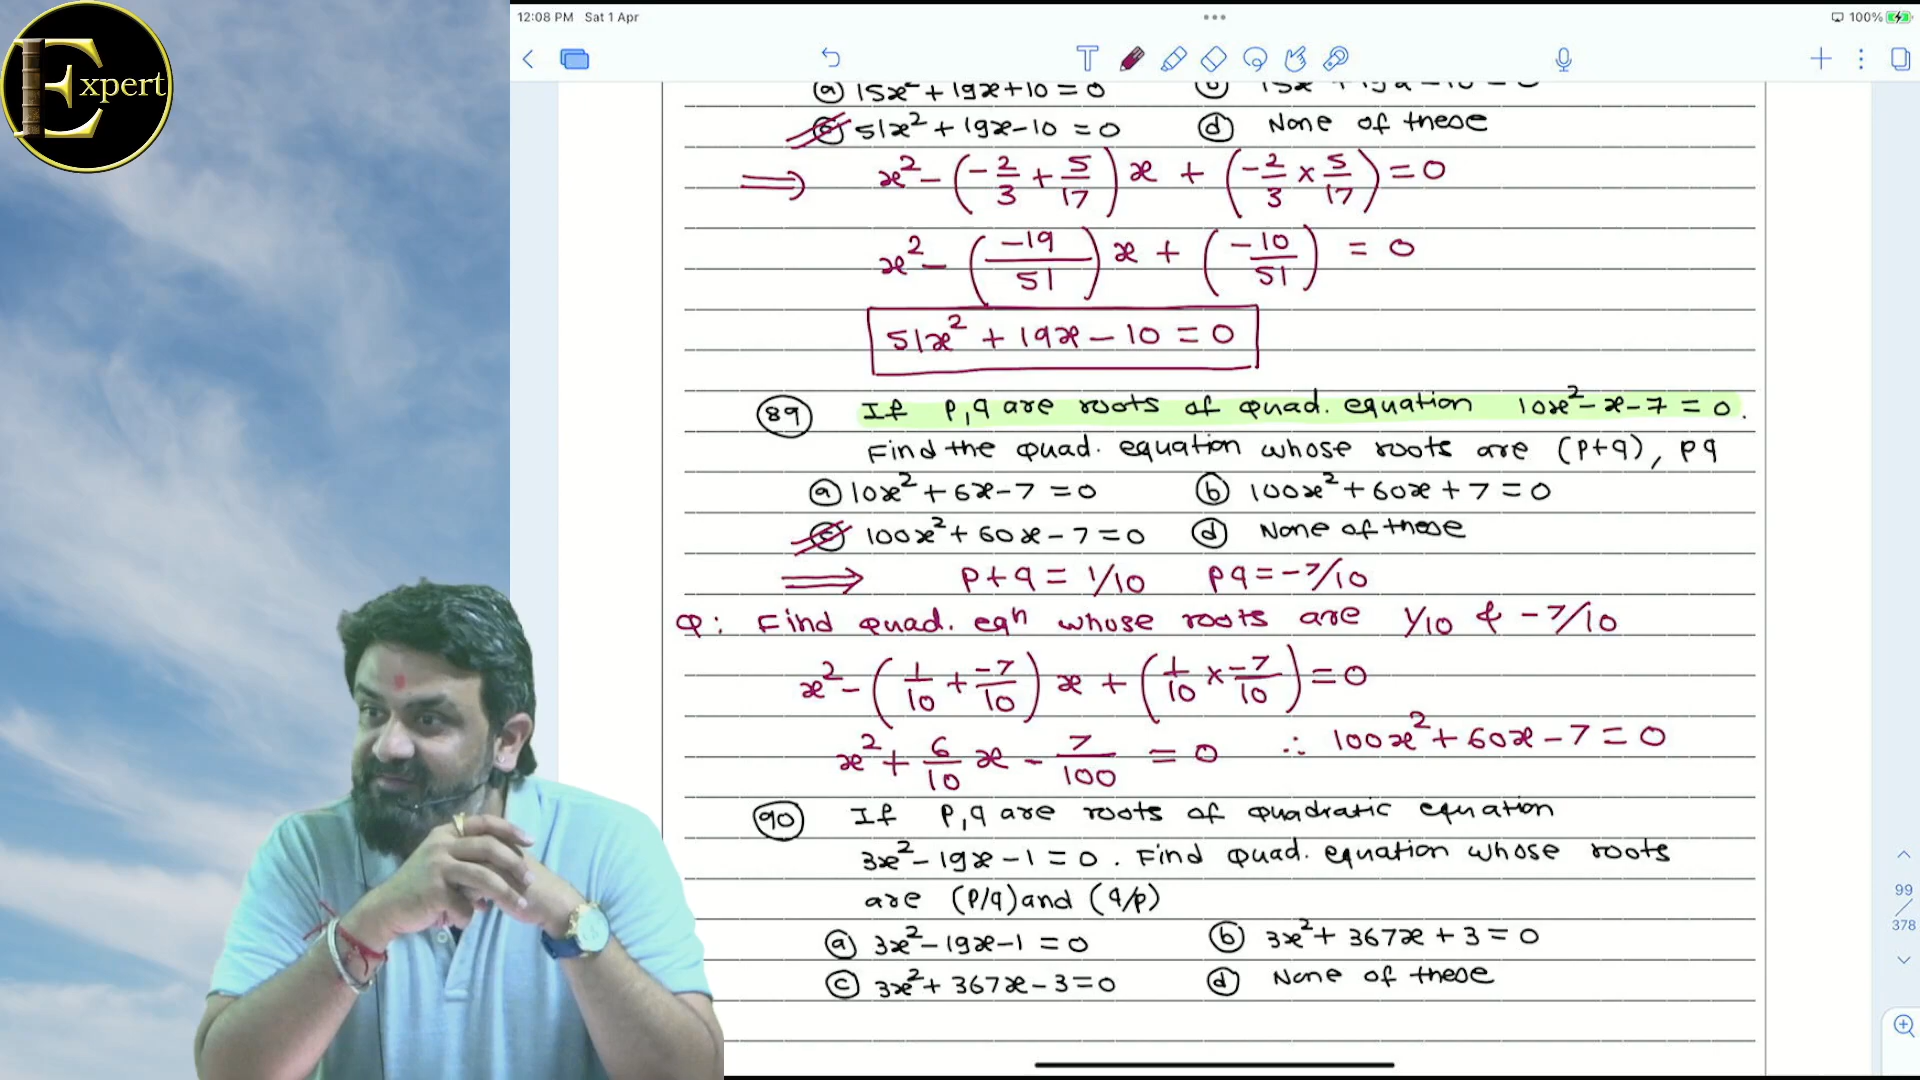 Expert
12:08 PM Sat 1 Apr
100%
(a) 15x² + 19x + 10 = 0
(c) 51x² + 19x - 10 = 0 (d) None of these
⟹ x² - (-2/3 + 5/17) x + (-2/3 × 5/17) = 0
x² - (-19/51) x + (-10/51) = 0
51x² + 19x - 10 = 0
(89) If p, q are roots of quad. equation 10x² - x - 7 = 0.
Find the quad. equation whose roots are (p+q), pq
(a) 10x² + 6x - 7 = 0 (b) 100x² + 60x + 7 = 0
(c) 100x² + 60x - 7 = 0 (d) None of these
⟹ p + q = 1/10 pq = -7/10
Q: Find quad. eqn whose roots are 1/10 & -7/10
x² - (1/10 + -7/10) x + (1/10 × -7/10) = 0
x² + 6/10 x - 7/100 = 0 ∴ 100x² + 60x - 7 = 0
(90) If p, q are roots of quadratic equation
3x² - 19x - 1 = 0. Find quad. equation whose roots
are (p/q) and (q/p)
(a) 3x² - 19x - 1 = 0 (b) 3x² + 367x + 3 = 0
(c) 3x² + 367x - 3 = 0 (d) None of these
99
/
378